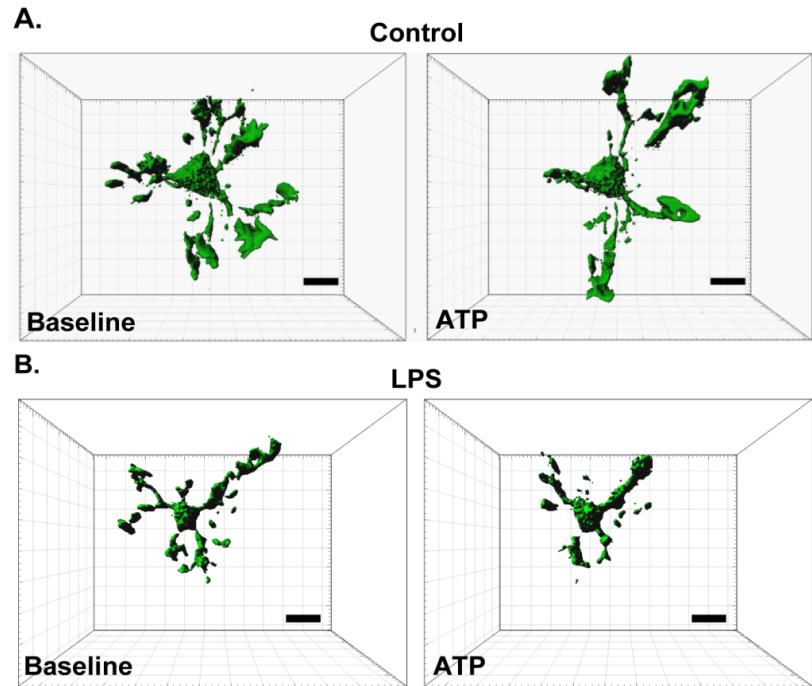 A.
Control
Baseline
ATP
B.
LPS
Baseline
ATP